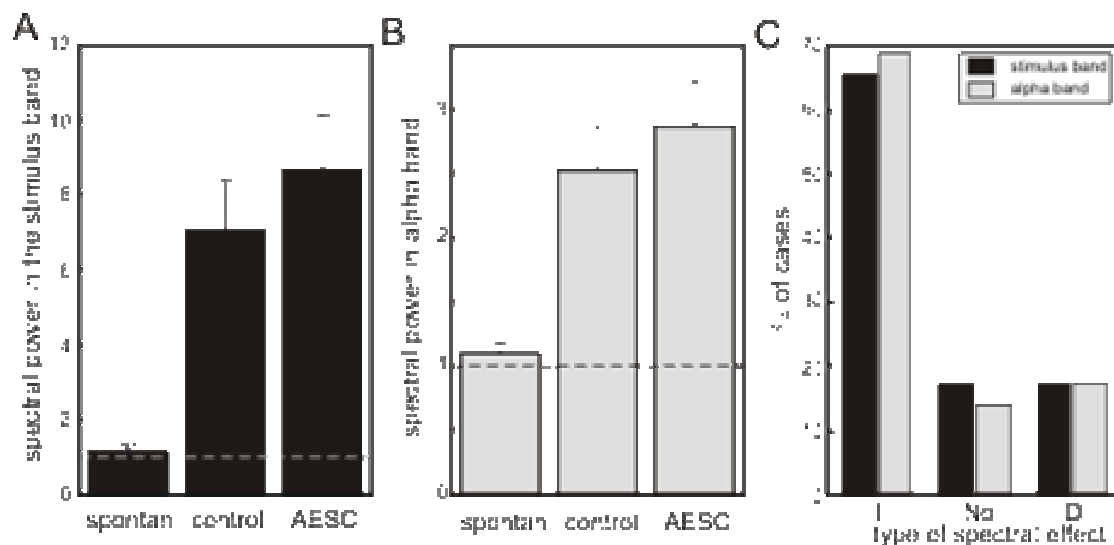 A
12
10
8
6
4
2
0
spectral power in the stimulus band
spontan control AESC
B
3
2
1
0
spectral power in alpha band
spontan control AESC
C
70
% of cases
stimulus band
alpha band
I No D
type of spectral effect